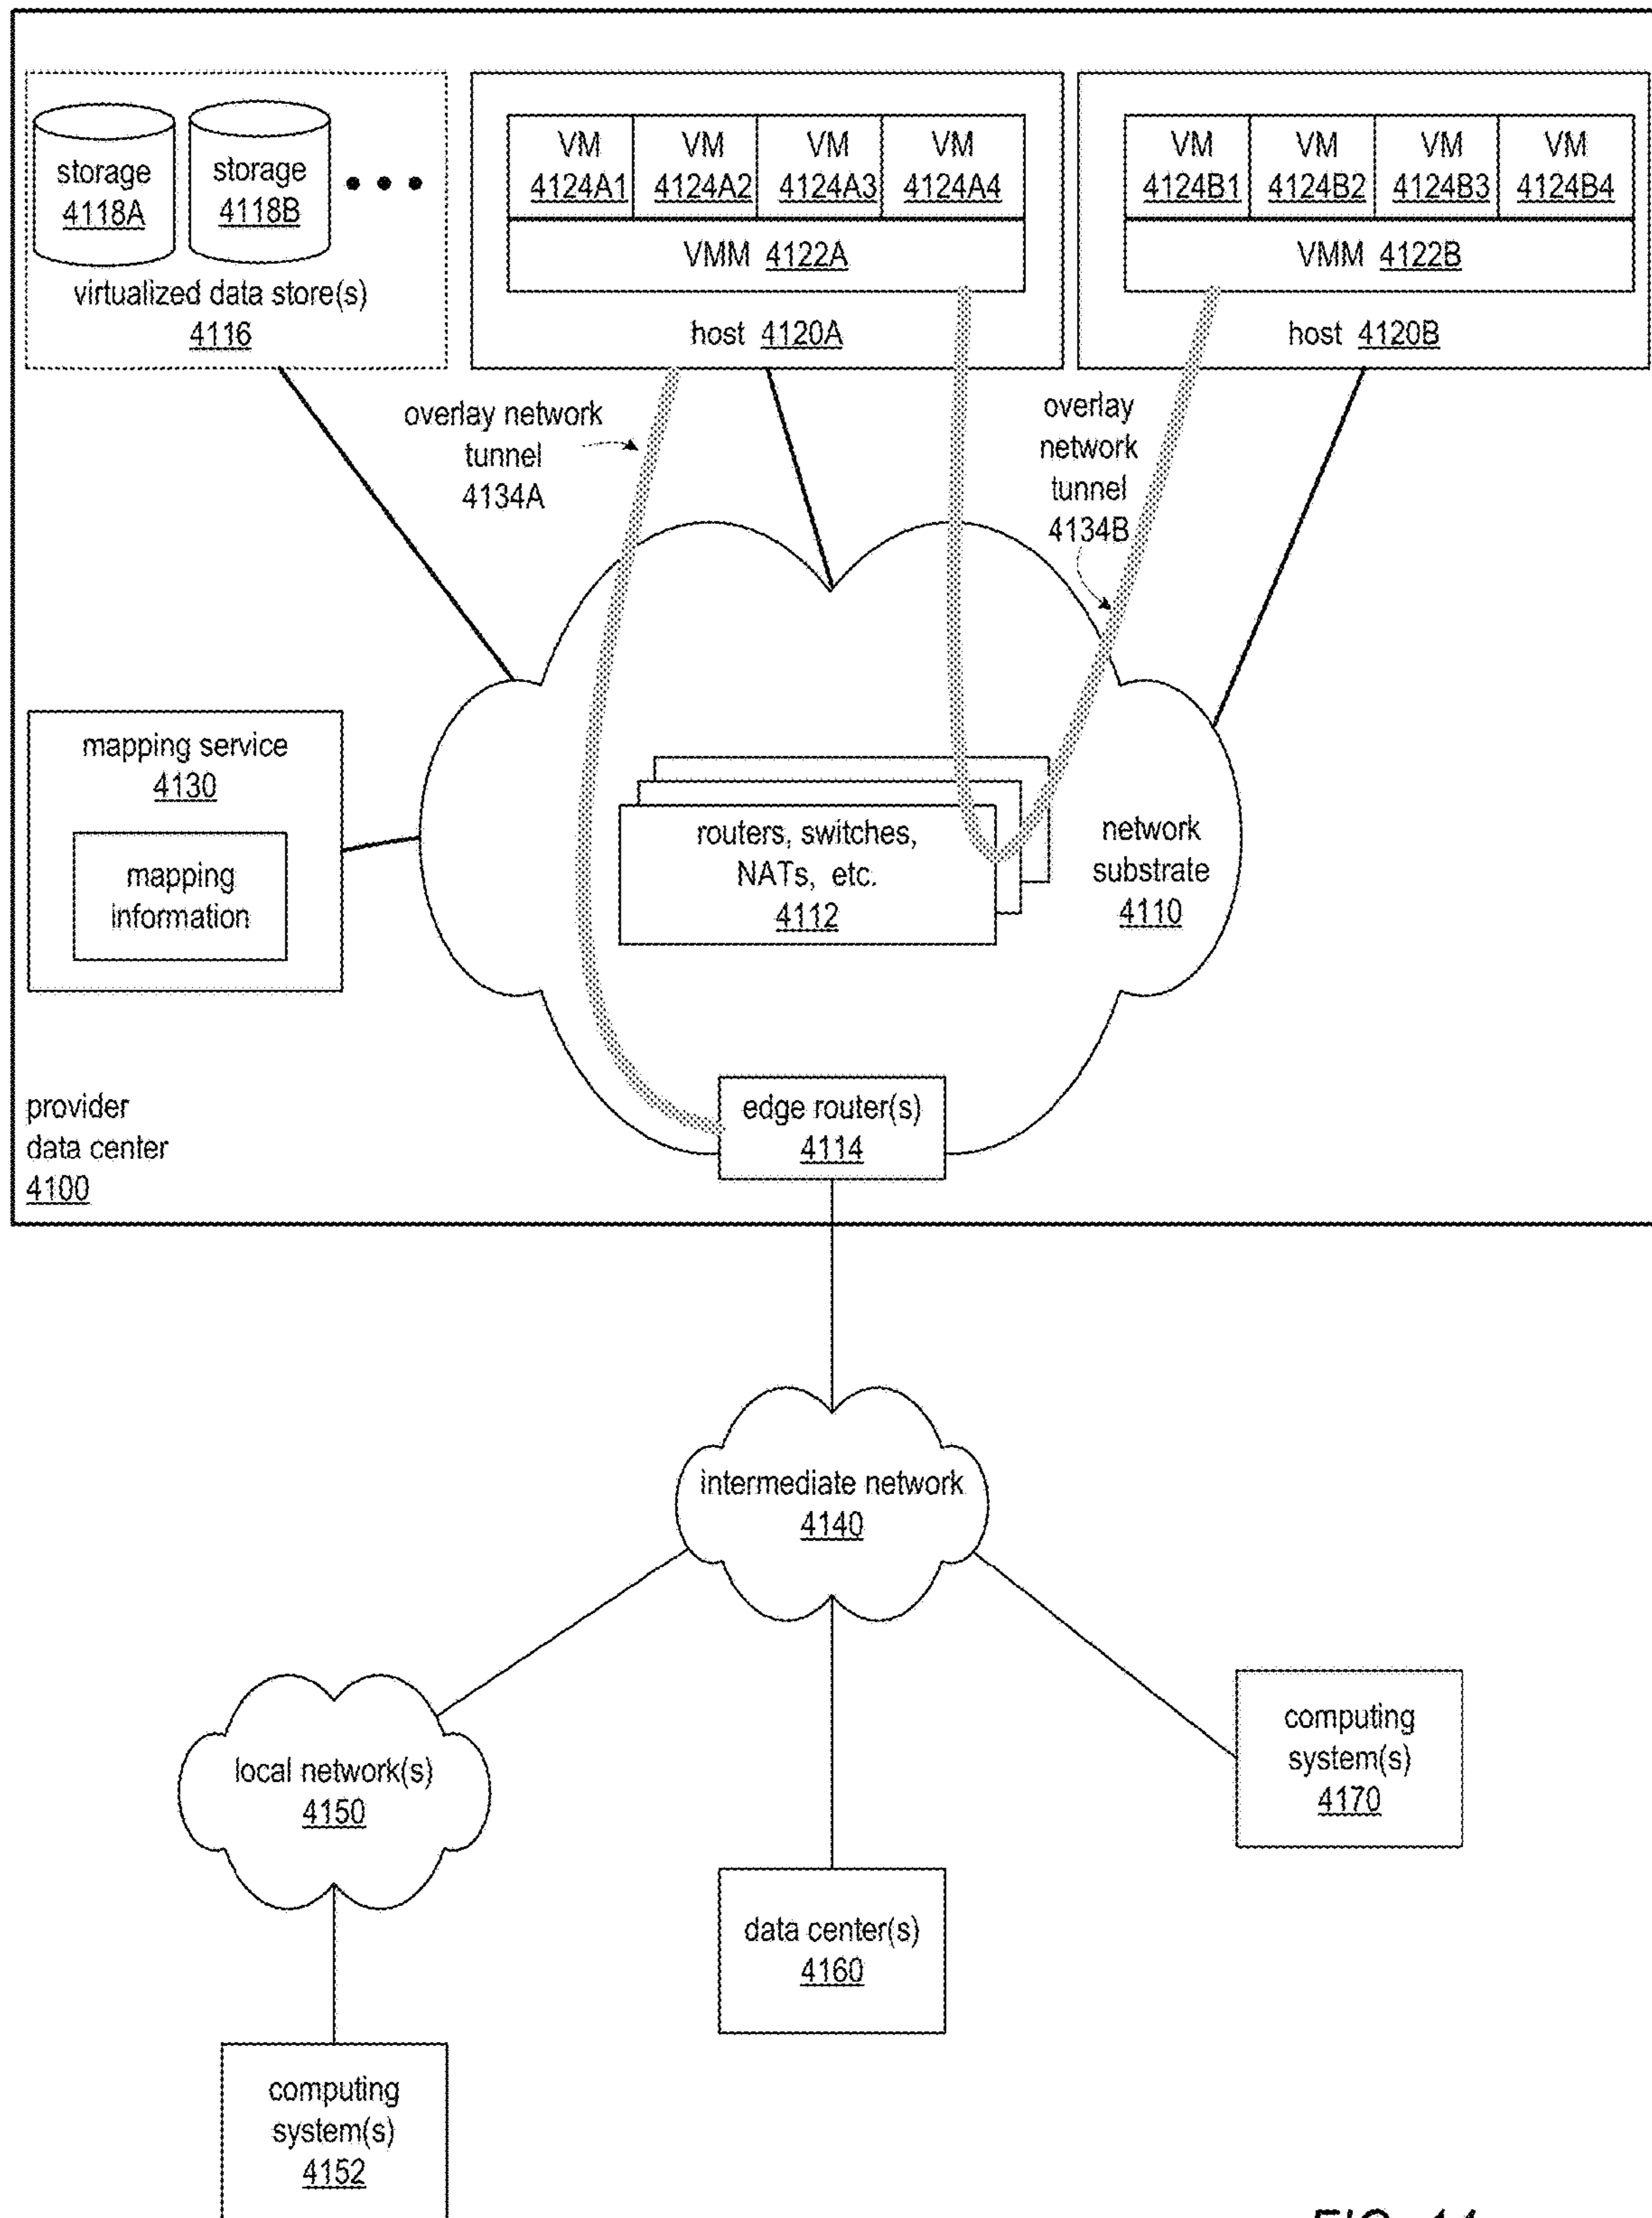 storage
4118A
storage
4118B
virtualized data store(s)
4116
VM
4124A1
VM
4124A2
VM
4124A3
VM
4124A4
VMM 4122A
host 4120A
VM
4124B1
VM
4124B2
VM
4124B3
VM
4124B4
VMM 4122B
host 4120B
overlay network
tunnel
4134A
overlay
network
tunnel
4134B
mapping service
4130
mapping
information
routers, switches,
NATs, etc.
4112
network
substrate
4110
edge router(s)
4114
provider
data center
4100
intermediate network
4140
local network(s)
4150
computing
system(s)
4170
data center(s)
4160
computing
system(s)
4152